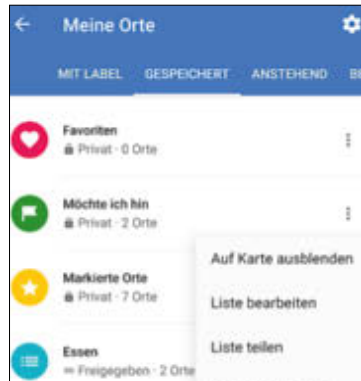 Meine Orte
MIT LABEL GESPEICHERT ANSTEHEND
Favoriten
Privat · 0 Orte
Möchte ich hin
Privat · 2 Orte
Auf Karte ausblenden
Markierte Orte
Privat · 7 Orte
Liste bearbeiten
Liste teilen
Essen
Freigegeben · 2 Orte